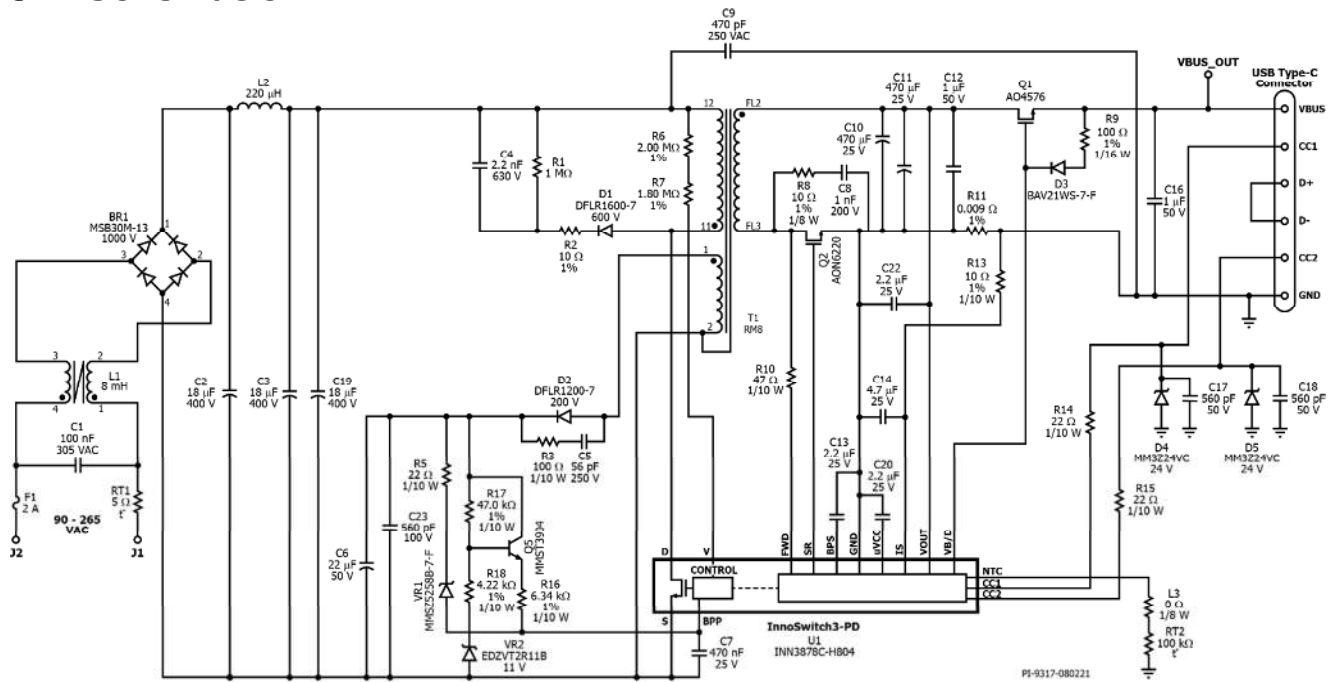 C9
470 pF
250 VAC
L2
220 µH
C4
2.2 nF
630 V
R1
1 MΩ
R6
2.00 MΩ
1%
R7
1.80 MΩ
1%
D1
DFLR1600-7
600 V
R2
10 Ω
1%
12
11
1
2
FL2
FL3
T1
RM8
C10
470 µF
25 V
C11
470 µF
25 V
C12
1 µF
50 V
Q1
AO4576
R9
100 Ω
1%
1/16 W
D3
BAV21WS-7-F
VBUS_OUT
USB Type-C
Connector
VBUS
CC1
D+
D-
CC2
GND
C16
1 µF
50 V
R8
10 Ω
1%
1/8 W
C8
1 nF
200 V
R11
0.009 Ω
1%
Q2
AON6220
C22
2.2 µF
25 V
R13
10 Ω
1%
1/10 W
BR1
MSB30M-13
1000 V
1
2
3
4
3
2
L1
8 mH
4
1
C1
100 nF
305 VAC
F1
2 A
RT1
5 Ω
t°
90 - 265
VAC
J2
J1
C2
18 µF
400 V
C3
18 µF
400 V
C19
18 µF
400 V
D2
DFLR1200-7
200 V
R3
100 Ω
1/10 W
C5
56 pF
250 V
R5
22 Ω
1/10 W
C23
560 pF
100 V
C6
22 µF
50 V
VR1
MMSZ5258B-7-F
R17
47.0 kΩ
1%
1/10 W
Q5
MMST3904
R18
4.22 kΩ
1%
1/10 W
R16
6.34 kΩ
1%
1/10 W
VR2
EDZVT2R11B
11 V
C7
470 nF
25 V
R10
47 Ω
1/10 W
C14
4.7 µF
25 V
C13
2.2 µF
25 V
C20
2.2 µF
25 V
D
V
S
BPP
CONTROL
FWD
SR
BPS
GND
uVCC
IS
VOUT
VB/D
NTC
CC1
CC2
InnoSwitch3-PD
U1
INN3878C-H804
R14
22 Ω
1/10 W
R15
22 Ω
1/10 W
D4
MM3Z24VC
24 V
C17
560 pF
50 V
D5
MM3Z24VC
24 V
C18
560 pF
50 V
L3
0 Ω
1/8 W
RT2
100 kΩ
t°
PI-9317-080221